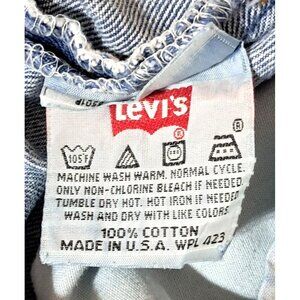 Levi's
105F
MACHINE WASH WARM. NORMAL CYCLE.
ONLY NON-CHLORINE BLEACH IF NEEDED.
TUMBLE DRY HOT. HOT IRON IF NEEDED.
WASH AND DRY WITH LIKE COLORS.
100% COTTON
MADE IN U.S.A. WPL 423